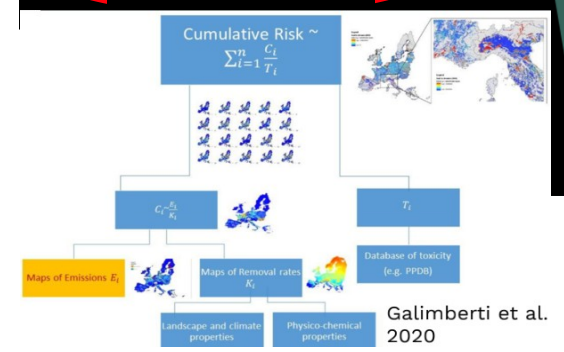 Cumulative Risk ~
∑ⁿᵢ₌₁ Cᵢ/Tᵢ
Cᵢ~Eᵢ/Kᵢ
Tᵢ
Maps of Emissions Eᵢ
Maps of Removal rates
Kᵢ
Database of toxicity
(e.g. PPDB)
Landscape and climate
properties
Physico-chemical
properties
Galimberti et al.
2020